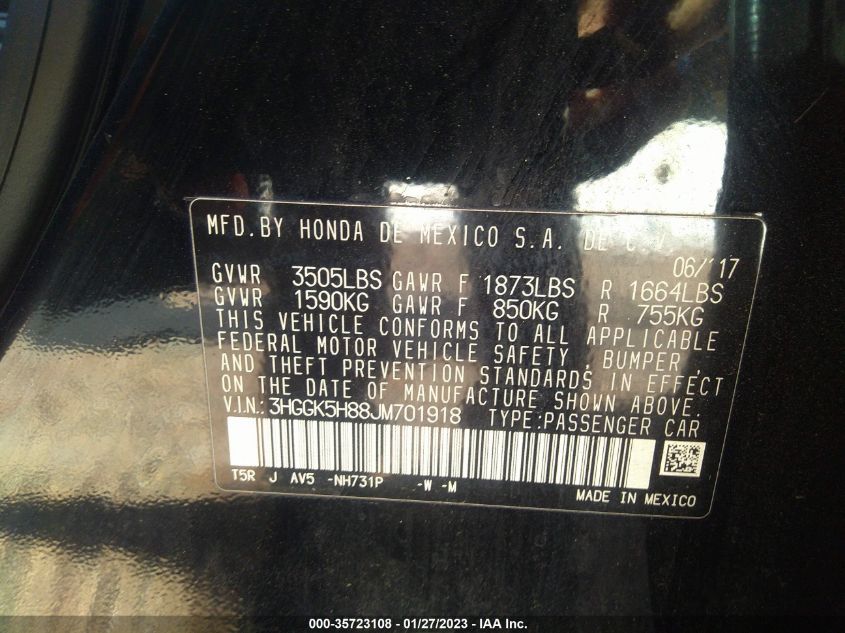 MFD.BY HONDA DE MEXICO S.A. DE C.V.
06/'17
GVWR 3505LBS GAWR F 1873LBS R 1664LBS
GVWR 1590KG GAWR F 850KG R 755KG
THIS VEHICLE CONFORMS TO ALL APPLICABLE
FEDERAL MOTOR VEHICLE SAFETY, BUMPER,
AND THEFT PREVENTION STANDARDS IN EFFECT
ON THE DATE OF MANUFACTURE SHOWN ABOVE.
V.I.N.:3HGGK5H88JM701918 TYPE:PASSENGER CAR
T5R J AV5 -NH731P -W -M
MADE IN MEXICO
000-35723108 - 01/27/2023 - IAA Inc.